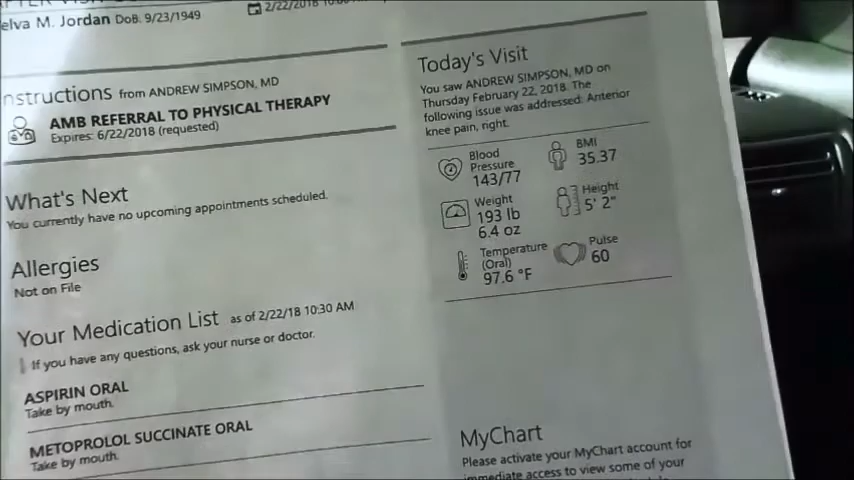 elva M. Jordan DoB. 9/23/1949
2/22/2018
nstructions from ANDREW SIMPSON, MD
AMB REFERRAL TO PHYSICAL THERAPY
Expires: 6/22/2018 (requested)
What's Next
You currently have no upcoming appointments scheduled.
Allergies
Not on File
Your Medication List as of 2/22/18 10:30 AM
If you have any questions, ask your nurse or doctor.
ASPIRIN ORAL
Take by mouth.
METOPROLOL SUCCINATE ORAL
Take by mouth.
Today's Visit
You saw ANDREW SIMPSON, MD on
Thursday February 22, 2018. The
following issue was addressed: Anterior
knee pain, right.
Blood
Pressure
143/77
BMI
35.37
Weight
193 lb
6.4 oz
Height
5' 2"
Temperature
(Oral)
97.6 °F
Pulse
60
MyChart
Please activate your MyChart account for
immediate access to view some of your